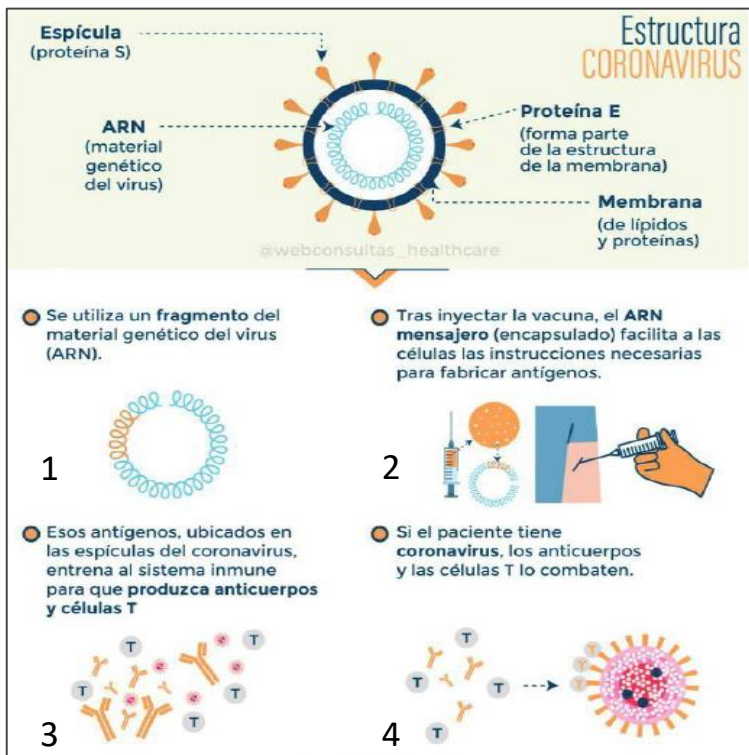 Estructura
CORONAVIRUS
Espícula
(proteína S)
ARN
(material
genético
del virus)
Proteína E
(forma parte
de la estructura
de la membrana)
Membrana
(de lípidos
y proteínas)
@webconsultas_healthcare
Se utiliza un fragmento del
material genético del virus
(ARN).
1
Tras inyectar la vacuna, el ARN
mensajero (encapsulado) facilita a las
células las instrucciones necesarias
para fabricar antígenos.
2
Esos antígenos, ubicados en
las espículas del coronavirus,
entrena al sistema inmune
para que produzca anticuerpos
y células T
T
T
T
T
T
3
Si el paciente tiene
coronavirus, los anticuerpos
y las células T lo combaten.
T
T
T
T
4